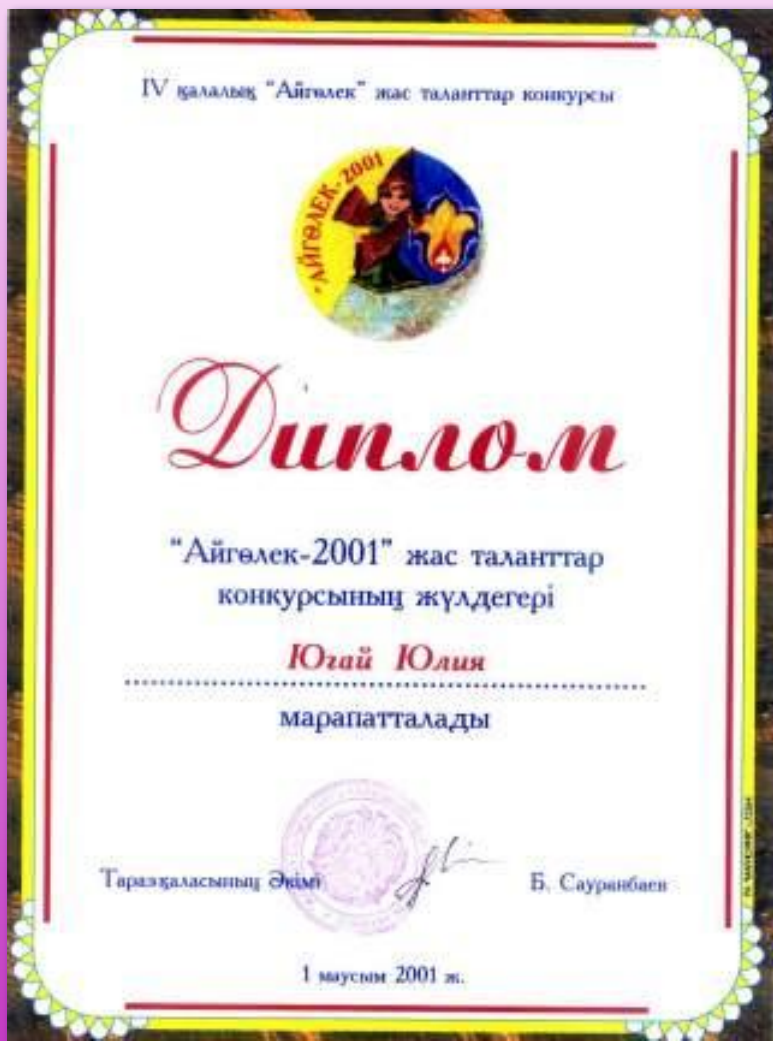 IV қалалық "Айгөлек" жас таланттар конкурсы
"АЙГӨЛЕК-2001
Диплом
"Айгөлек-2001" жас таланттар
конкурсының жүлдегері
Югай Юлия
марапатталады
Тараз қаласының Әкімі Б. Сауранбаев
1 маусым 2001 ж.